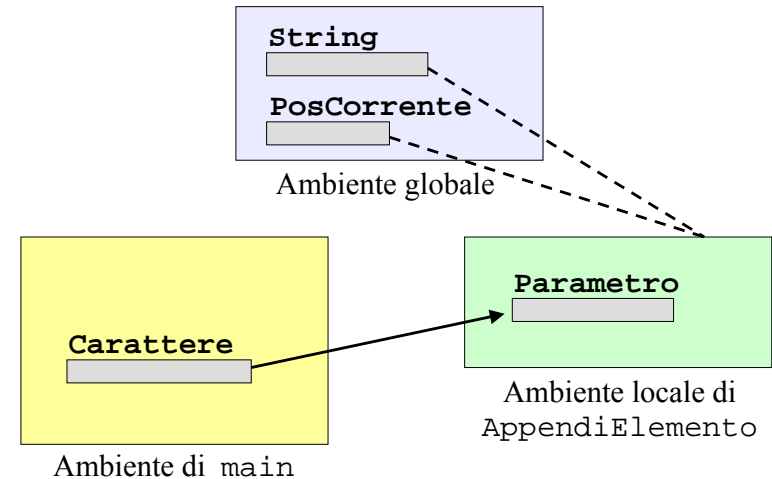 String
PosCorrente
Ambiente globale
Parametro
Carattere
Ambiente locale di
AppendiElemento
Ambiente di main